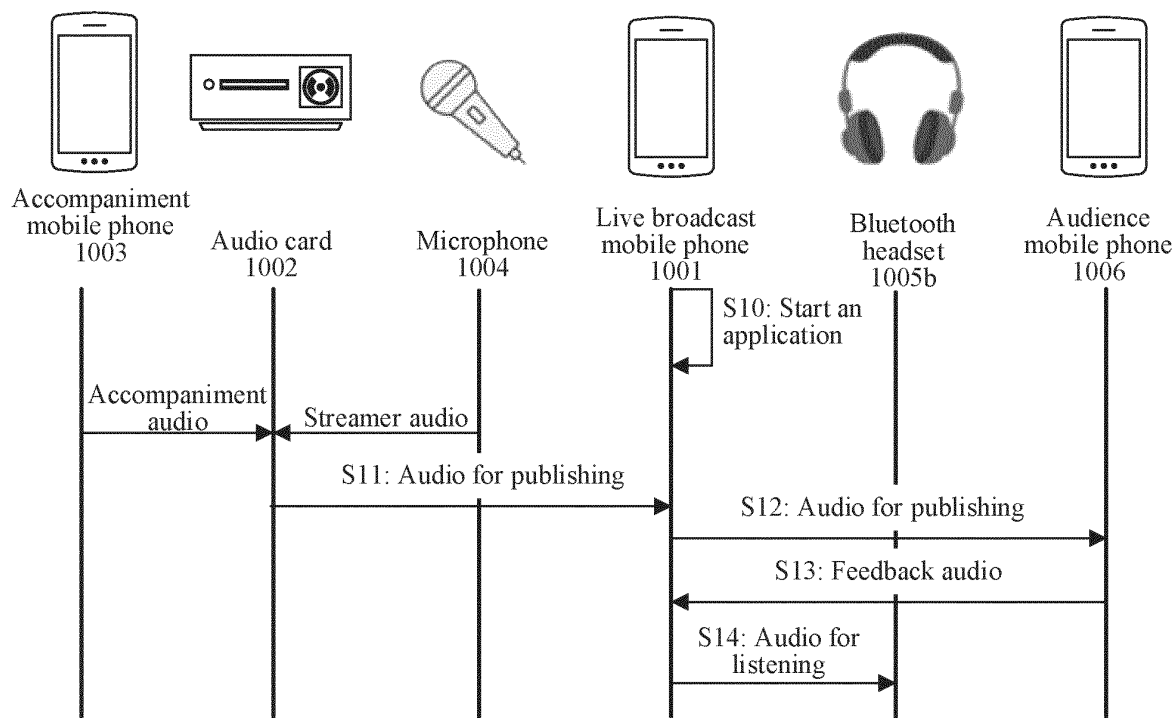 Accompaniment
mobile phone
1003
Audio card
1002
Microphone
1004
Live broadcast
mobile phone
1001
Bluetooth
headset
1005b
Audience
mobile phone
1006
S10: Start an
application
Accompaniment
audio
Streamer audio
S11: Audio for publishing
S12: Audio for publishing
S13: Feedback audio
S14: Audio for
listening